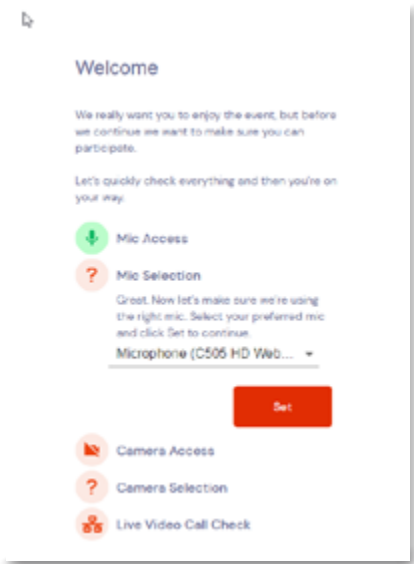 Welcome
We really want you to enjoy the event, but before
we continue we want to make sure you can
participate.
Let's quickly check everything and then you're on
your way.
Mic Access
? Mic Selection
Great. Now let's make sure we're using
the right mic. Select your preferred mic
and click Set to continue.
Microphone (C505 HD Web...
Set
Camera Access
? Camera Selection
Live Video Call Check